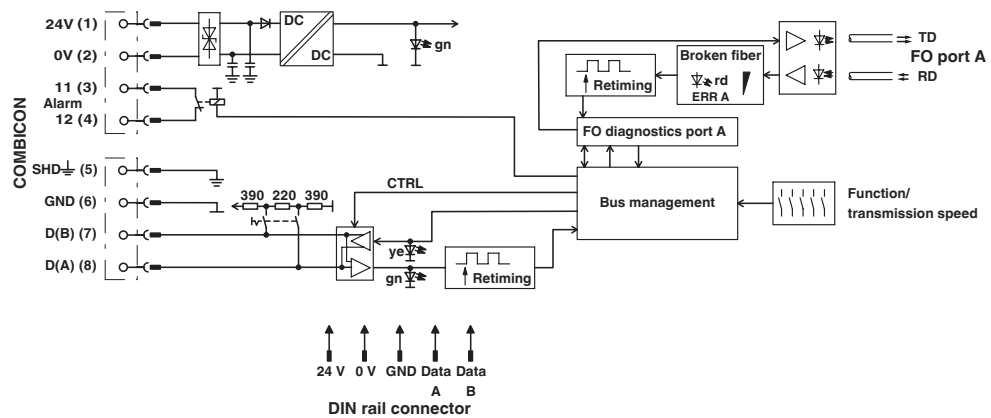 24V (1)
0V (2)
11 (3)
Alarm
12 (4)
COMBICON
SHD (5)
GND (6)
D(B) (7)
D(A) (8)
DC
DC
gn
390 220 390
CTRL
ye
gn
Retiming
Retiming
Broken fiber
rd
ERR A
FO diagnostics port A
Bus management
TD
FO port A
RD
Function/
transmission speed
24 V 0 V GND Data Data
A B
DIN rail connector